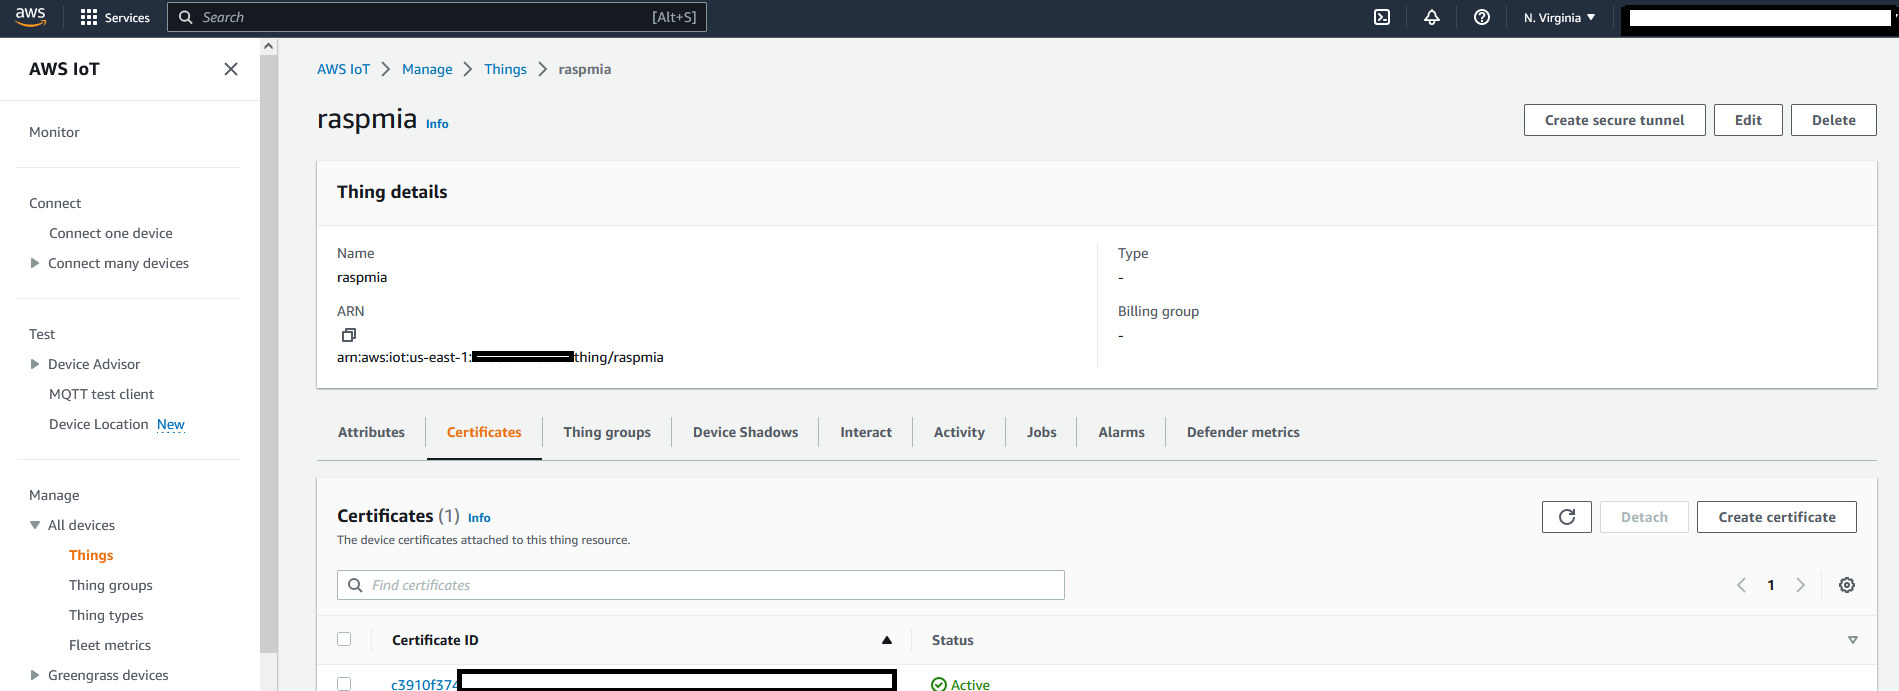 aws
Services
Search [Alt+S]
N. Virginia
AWS IoT
Monitor
Connect
Connect one device
Connect many devices
Test
Device Advisor
MQTT test client
Device Location New
Manage
All devices
Things
Thing groups
Thing types
Fleet metrics
Greengrass devices
AWS IoT > Manage > Things > raspmia
raspmia Info
Create secure tunnel
Edit
Delete
Thing details
Name
raspmia
ARN
arn:aws:iot:us-east-1: thing/raspmia
Type
-
Billing group
-
Attributes Certificates Thing groups Device Shadows Interact Activity Jobs Alarms Defender metrics
Certificates (1) Info
The device certificates attached to this thing resource.
Detach
Create certificate
Find certificates
1
Certificate ID Status
c3910f374 Active